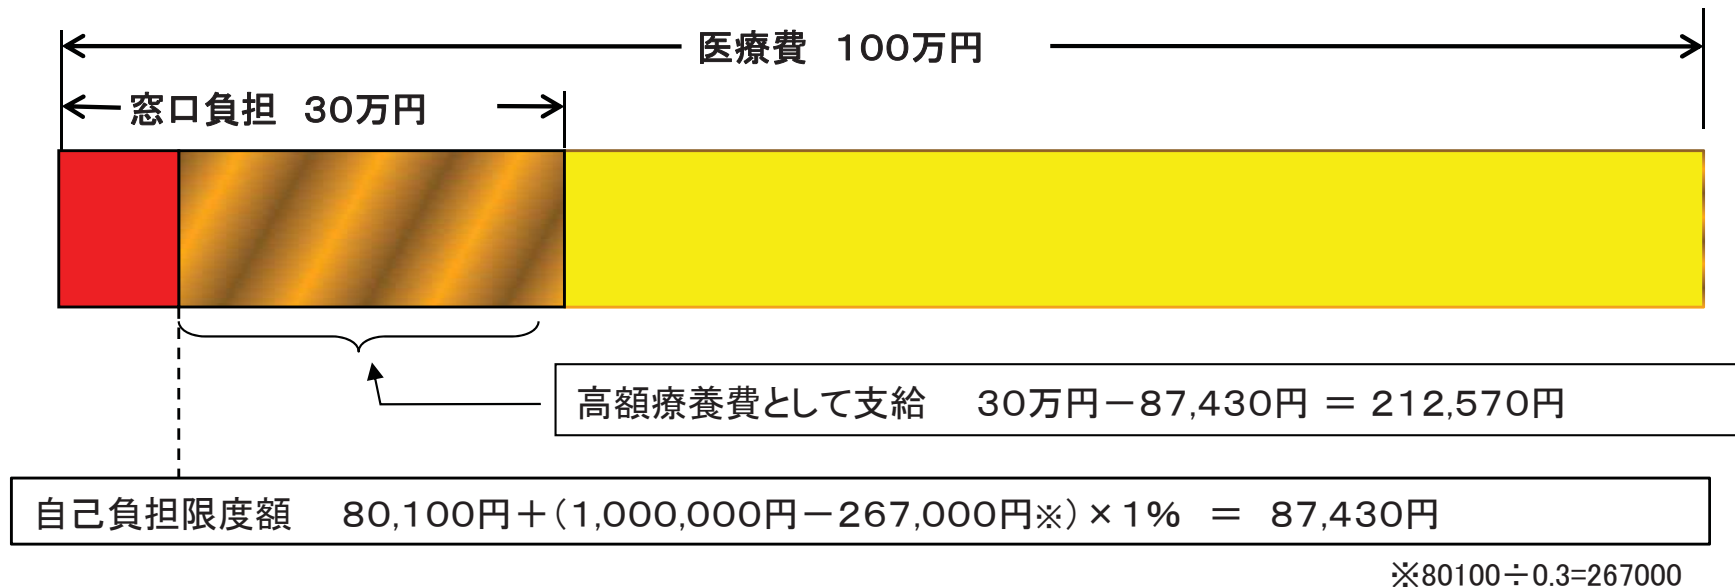 医療費　100万円
窓口負担　30万円
高額療養費として支給　30万円－87,430円 ＝ 212,570円
自己負担限度額　80,100円＋（1,000,000円－267,000円※）×1％ ＝ 87,430円
※80100÷0.3=267000